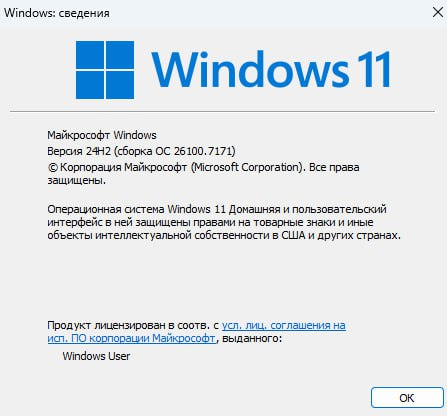 Windows: сведения
Windows 11
Майкрософт Windows
Версия 24H2 (сборка ОС 26100.7171)
© Корпорация Майкрософт (Microsoft Corporation). Все права
защищены.
Операционная система Windows 11 Домашняя и пользовательский
интерфейс в ней защищены правами на товарные знаки и иные
объекты интеллектуальной собственности в США и других странах.
Продукт лицензирован в соотв. с усл. лиц. соглашения на
исп. ПО корпорации Майкрософт, выданного:
Windows User
ОК